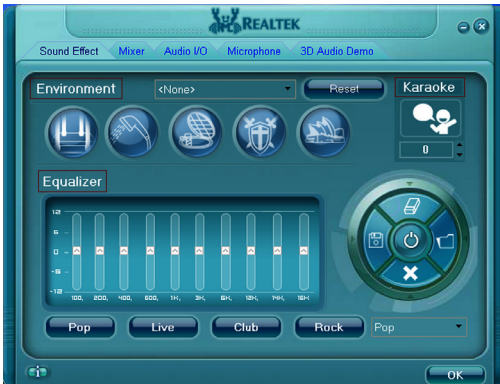 REALTEK
Sound Effect Mixer Audio I/O Microphone 3D Audio Demo
Environment <None> Reset Karaoke
0
Equalizer
12
6
0
-6
-12
100, 200, 400, 600, 1K, 3K, 6K, 12K, 14K, 16K
Pop Live Club Rock Pop
OK